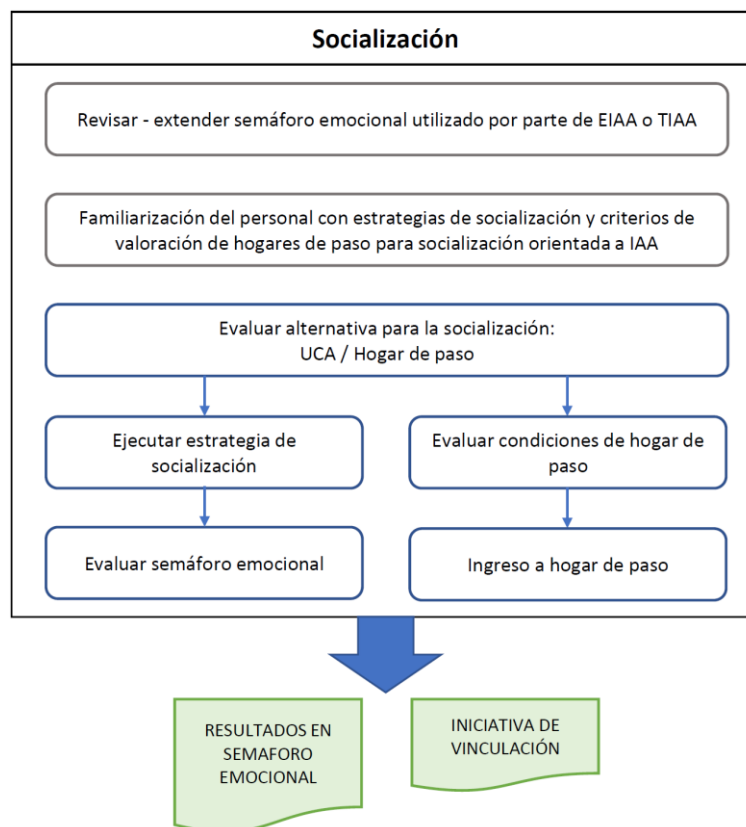 Socialización
Revisar - extender semáforo emocional utilizado por parte de EIAA o TIAA
Familiarización del personal con estrategias de socialización y criterios de
valoración de hogares de paso para socialización orientada a IAA
Evaluar alternativa para la socialización:
UCA / Hogar de paso
Ejecutar estrategia de
socialización
Evaluar condiciones de hogar de
paso
Evaluar semáforo emocional
Ingreso a hogar de paso
RESULTADOS EN
SEMAFORO
EMOCIONAL
INICIATIVA DE
VINCULACIÓN